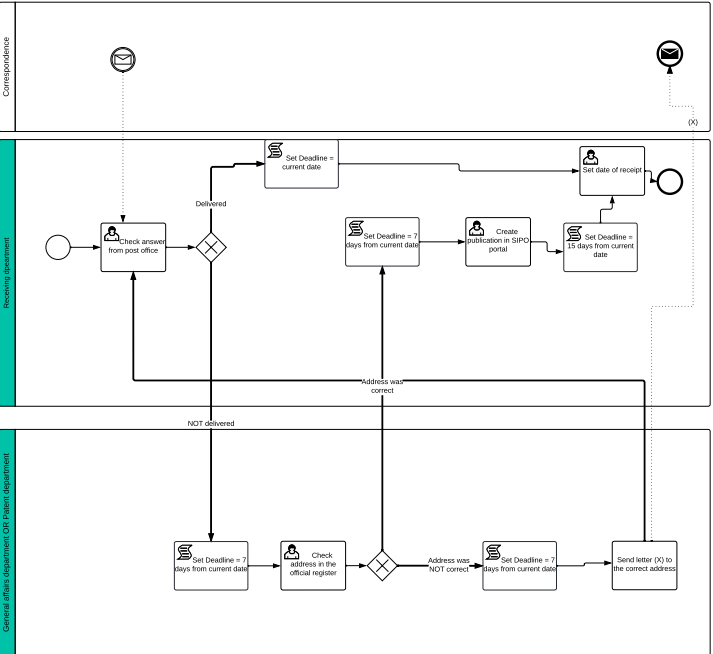 Correspondence
(X)
Receiving dpeartment
Set Deadline =
current date
Set date of receipt
Delivered
Check answer
from post office
Set Deadline = 7
days from current date
Create
publication in SIPO
portal
Set Deadline =
15 days from current
date
Address was
correct
NOT delivered
General affairs department OR Patent department
Set Deadline = 7
days from current date
Check
address in the
official register
Address was
NOT correct
Set Deadline = 7
days from current date
Send letter (X) to
the correct address